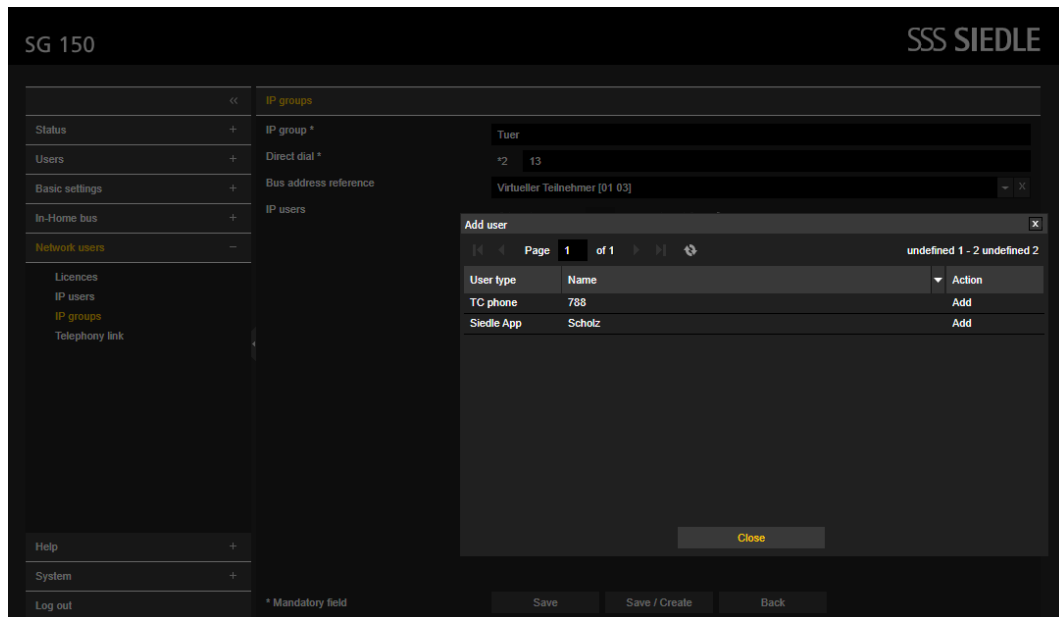 SG 150
SSS SIEDLE
«
IP groups
Status +
Users +
Basic settings +
In-Home bus +
Network users −
Licences
IP users
IP groups
Telephony link
Help +
System +
Log out
IP group * Tuer
Direct dial * *2 13
Bus address reference Virtueller Teilnehmer [01 03] X
IP users
Add user x
Page 1 of 1 undefined 1 - 2 undefined 2
User type Name Action
TC phone 788 Add
Siedle App Scholz Add
Close
* Mandatory field Save Save / Create Back